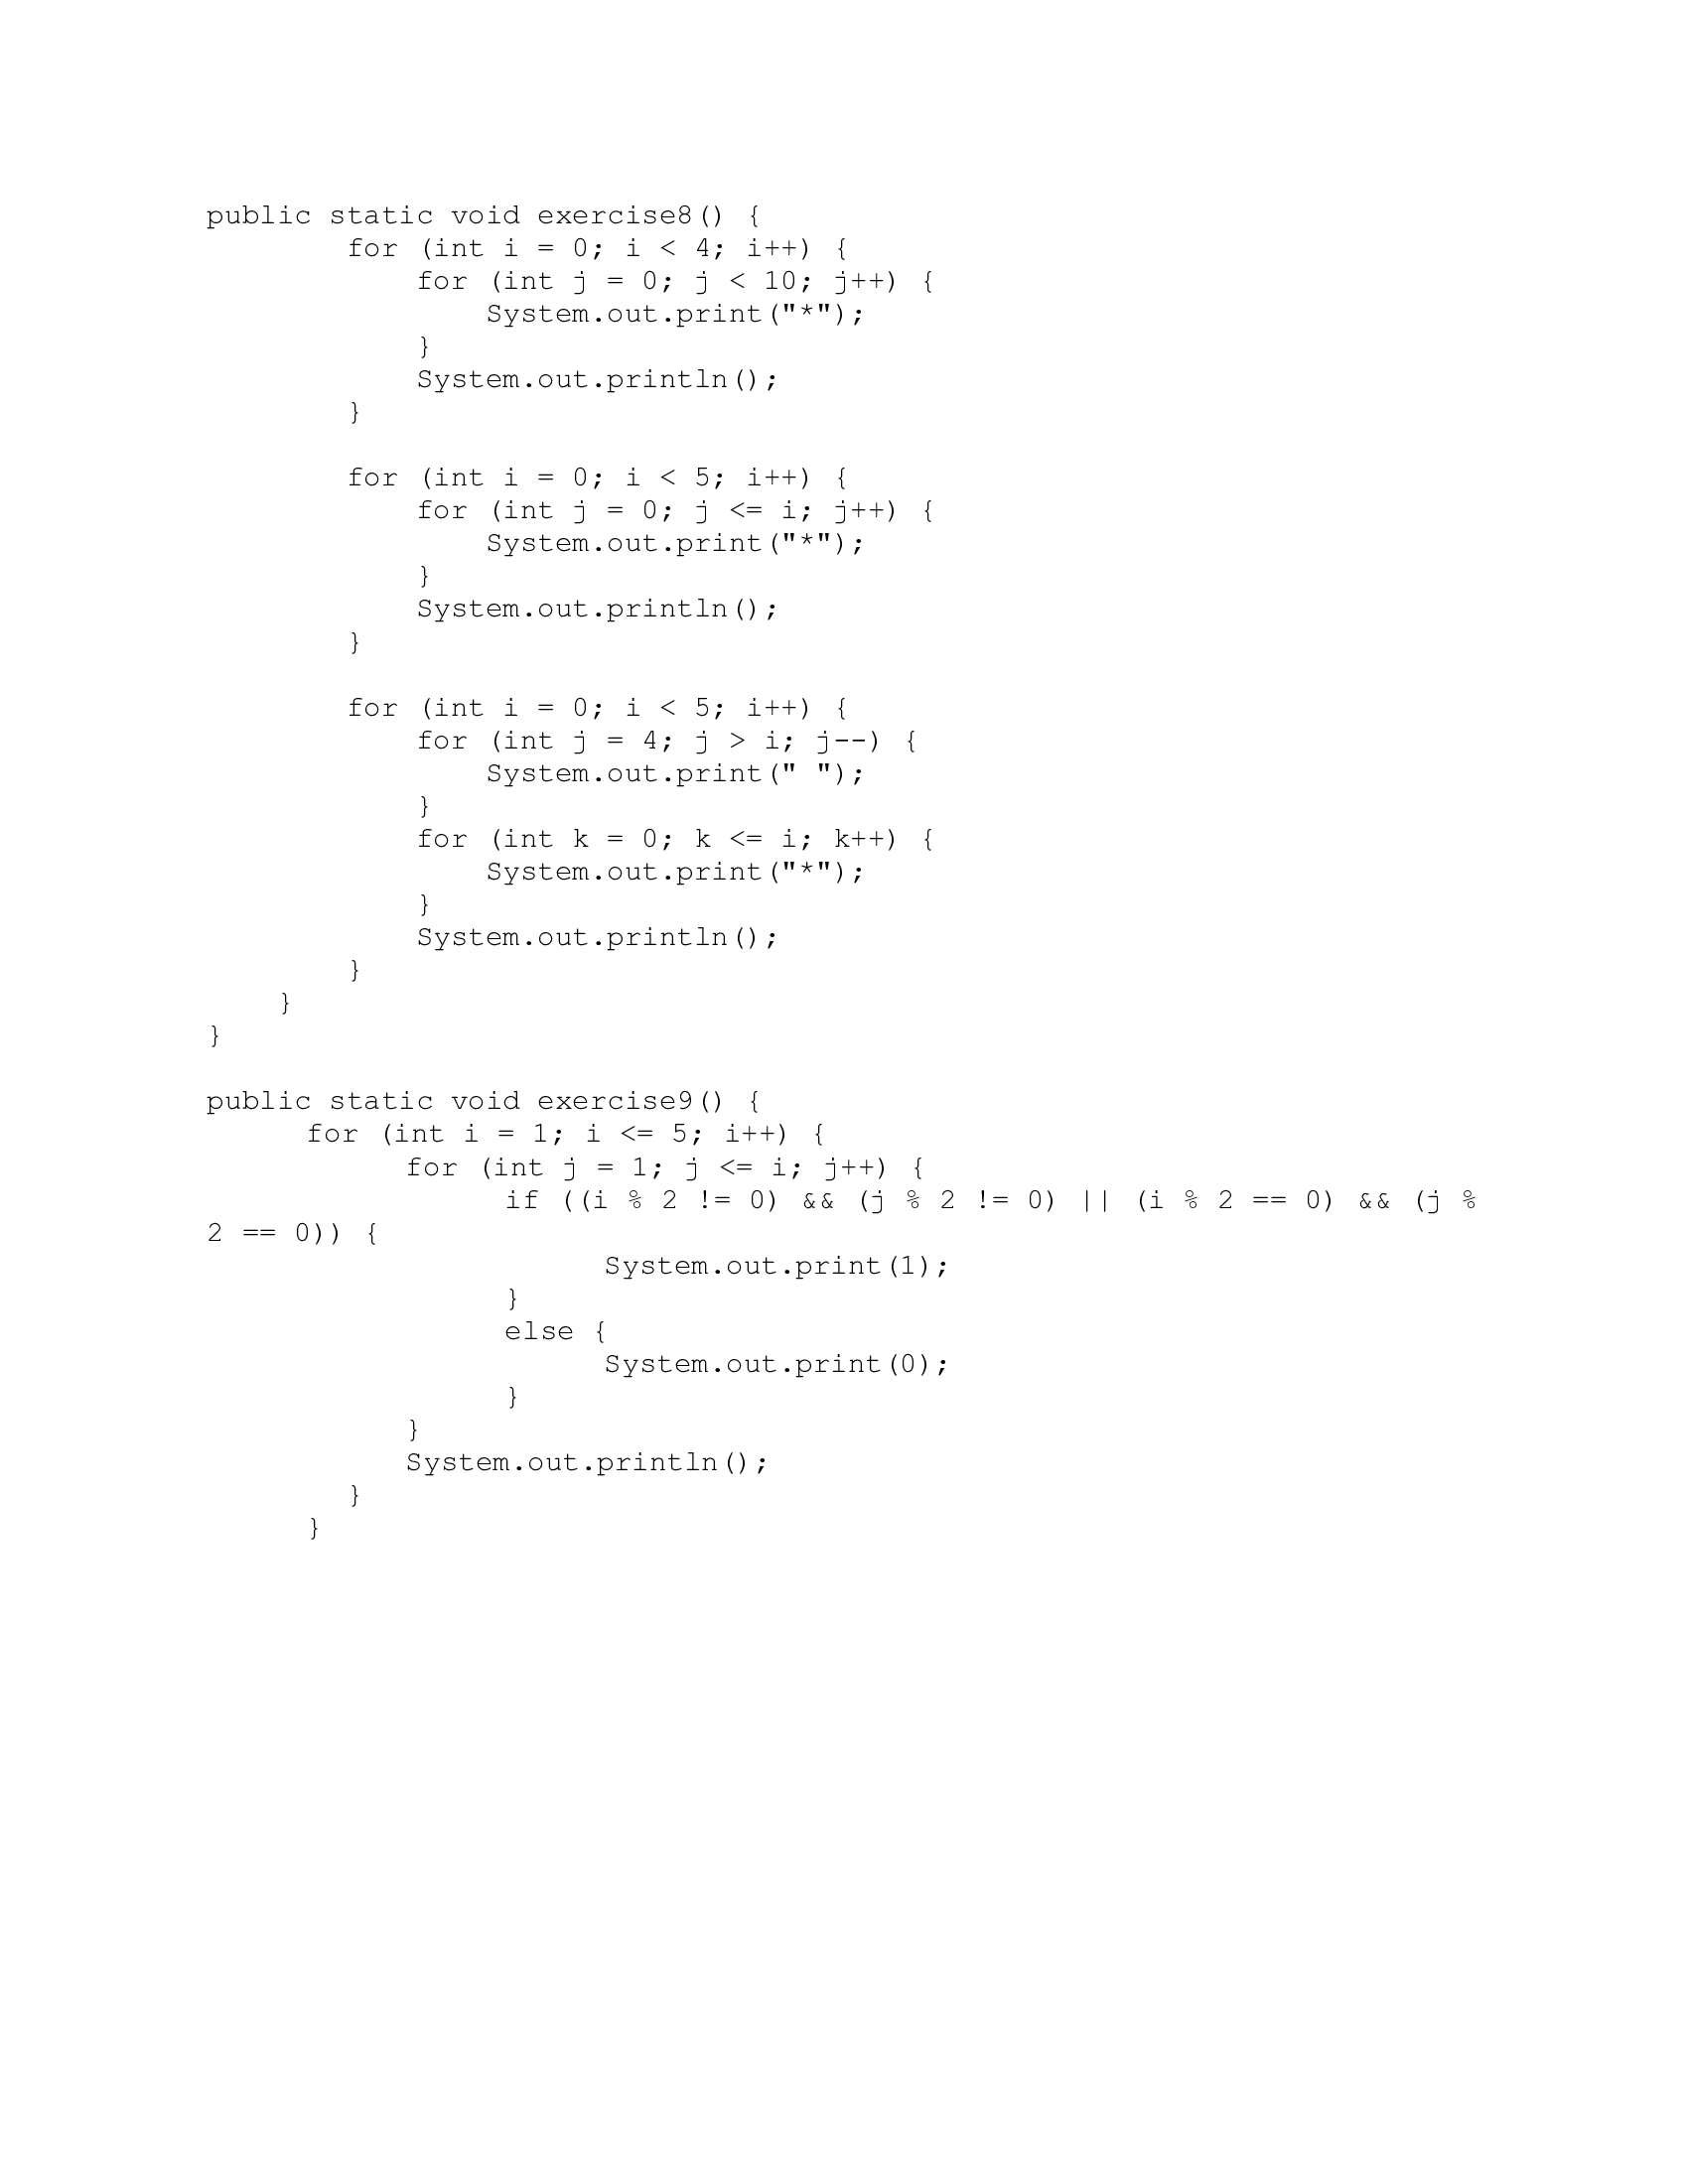 public static void exercise8() {
        for (int i = 0; i < 4; i++) {
            for (int j = 0; j < 10; j++) {
                System.out.print("*");
            }
            System.out.println();
        }

        for (int i = 0; i < 5; i++) {
            for (int j = 0; j <= i; j++) {
                System.out.print("*");
            }
            System.out.println();
        }

        for (int i = 0; i < 5; i++) {
            for (int j = 4; j > i; j--) {
                System.out.print(" ");
            }
            for (int k = 0; k <= i; k++) {
                System.out.print("*");
            }
            System.out.println();
        }
    }
}

public static void exercise9() {
      for (int i = 1; i <= 5; i++) {
            for (int j = 1; j <= i; j++) {
                  if ((i % 2 != 0) && (j % 2 != 0) || (i % 2 == 0) && (j %
2 == 0)) {
                        System.out.print(1);
                  }
                  else {
                        System.out.print(0);
                  }
            }
            System.out.println();
        }
      }